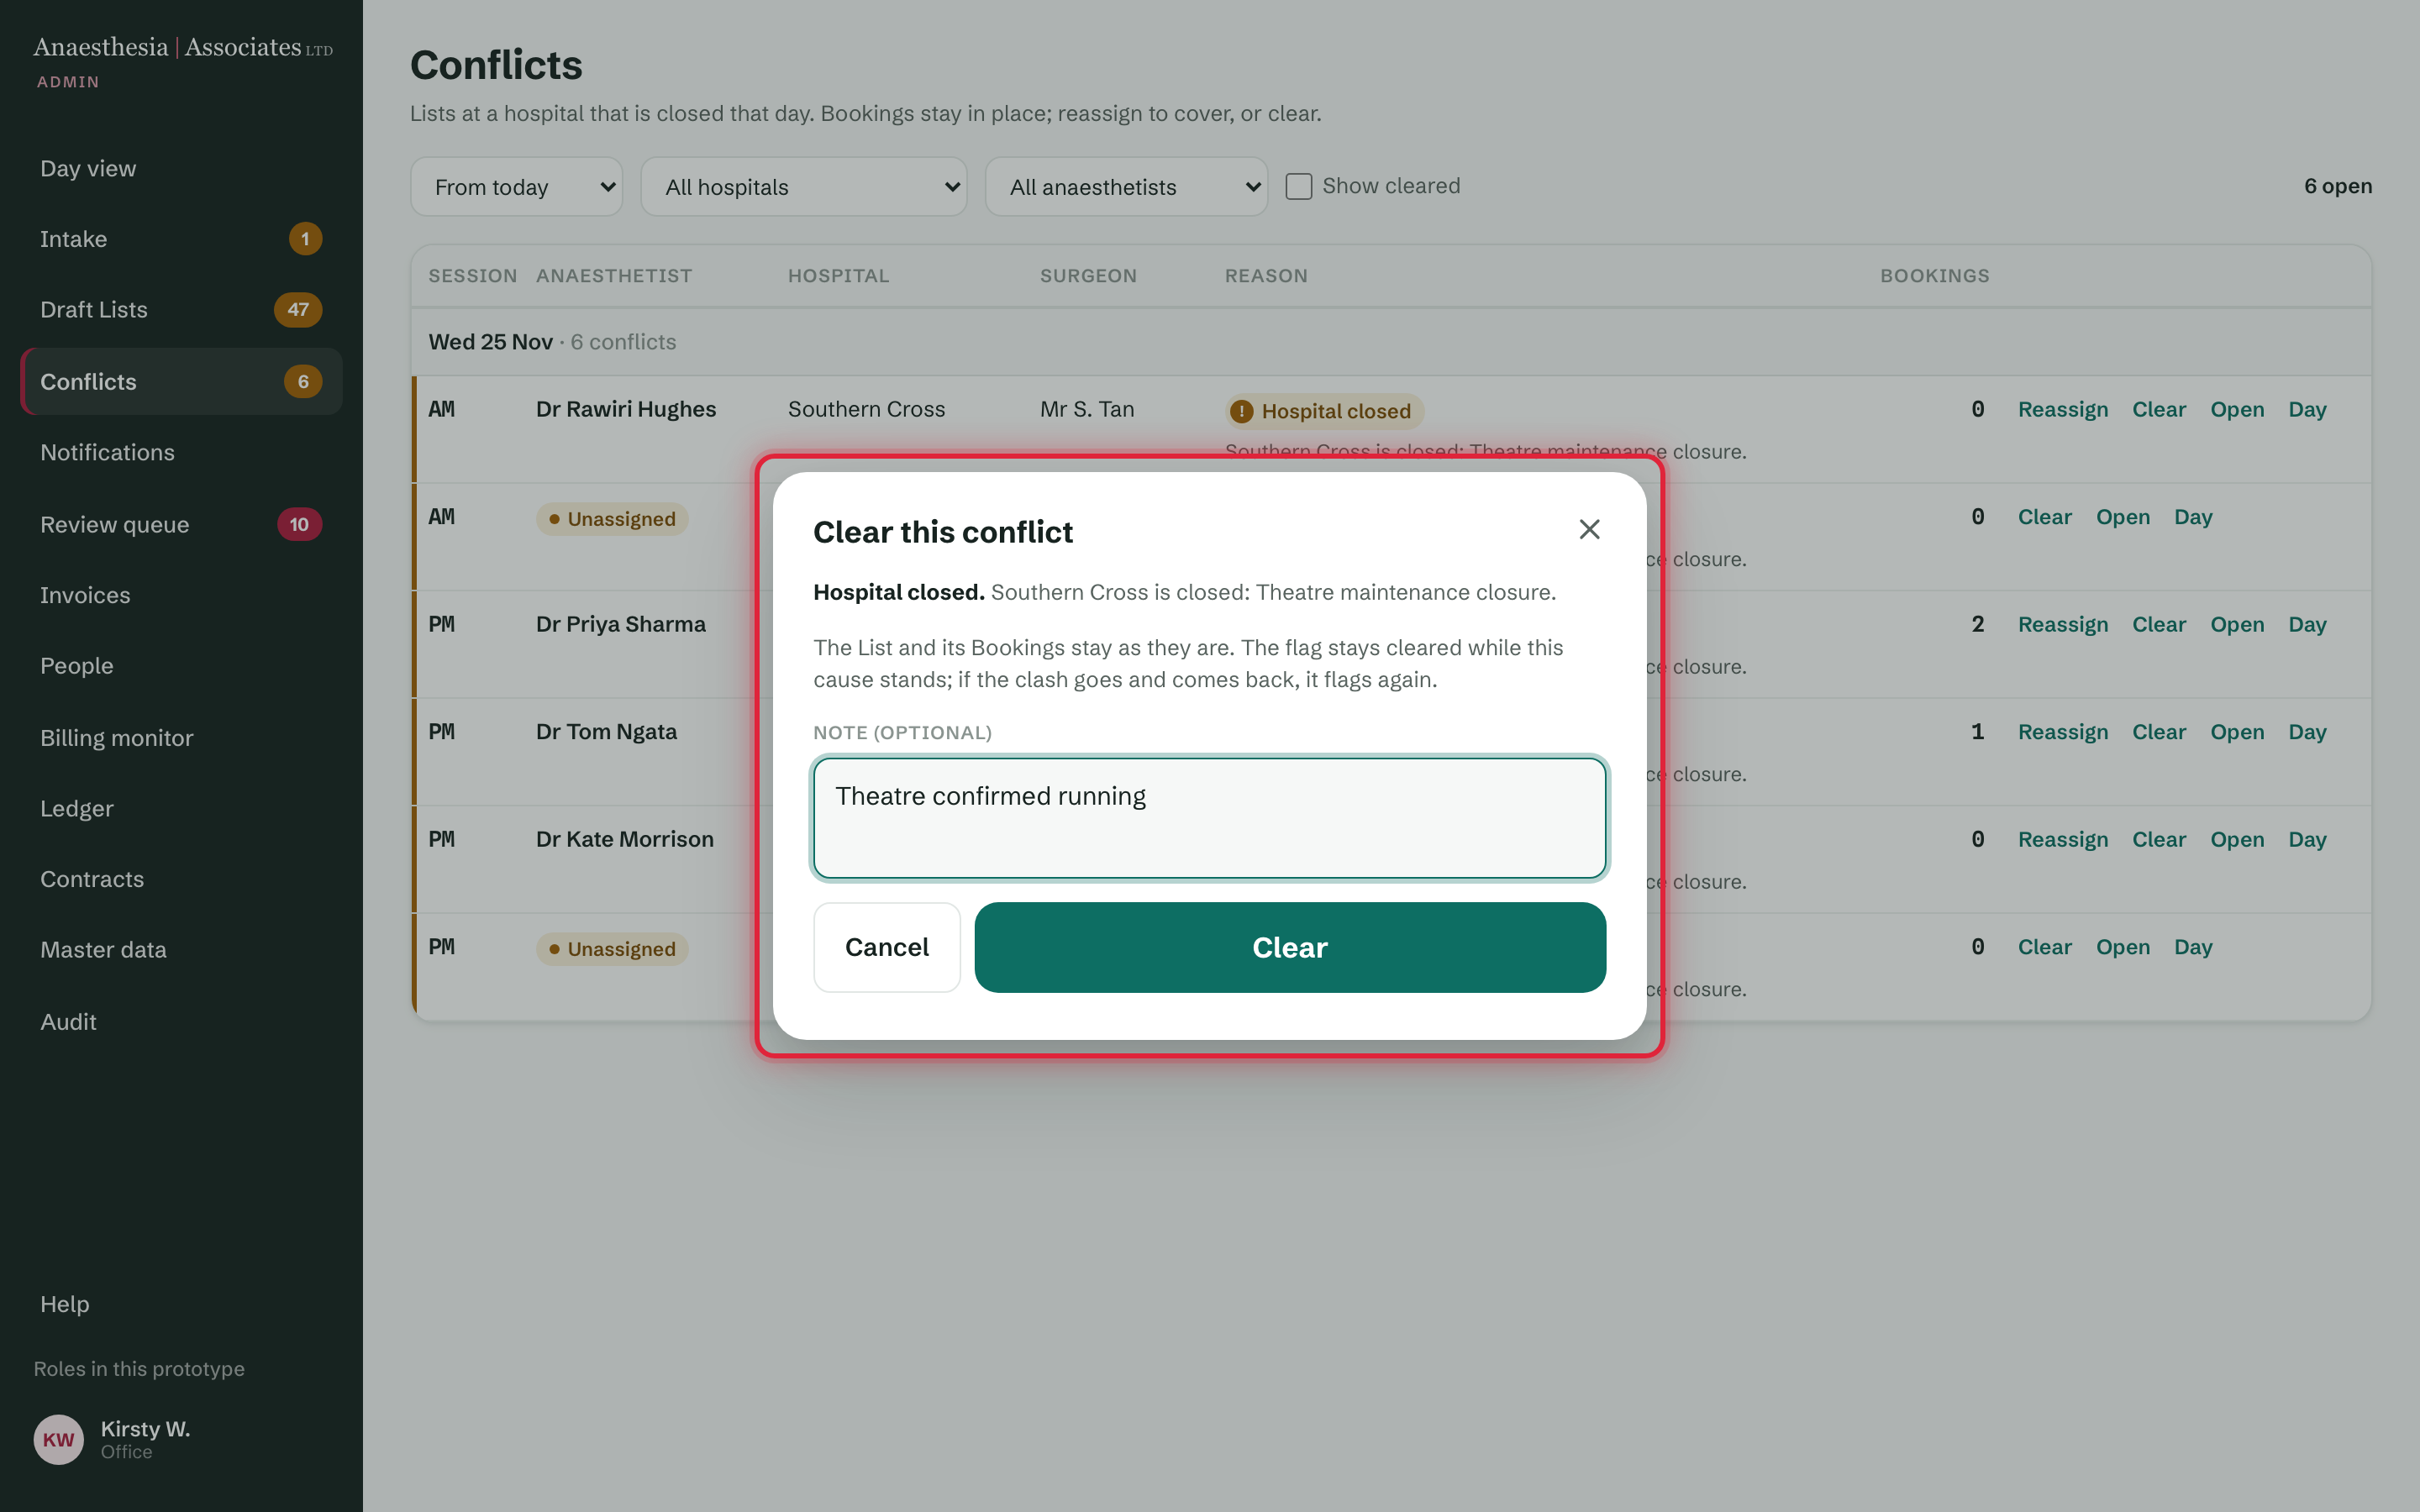 Anaesthesia | Associates LTD
ADMIN
Day view
Intake 1
Draft Lists 47
Conflicts 6
Notifications
Review queue 10
Invoices
People
Billing monitor
Ledger
Contracts
Master data
Audit
Help
Roles in this prototype
KW
Kirsty W.
Office
Conflicts
Lists at a hospital that is closed that day. Bookings stay in place; reassign to cover, or clear.
From today All hospitals All anaesthetists Show cleared 6 open
SESSION ANAESTHETIST HOSPITAL SURGEON REASON BOOKINGS
Wed 25 Nov · 6 conflicts
AM Dr Rawiri Hughes Southern Cross Mr S. Tan ! Hospital closed 0 Reassign Clear Open Day
Southern Cross is closed: Theatre maintenance closure.
AM Unassigned 0 Clear Open Day
closure.
PM Dr Priya Sharma 2 Reassign Clear Open Day
closure.
PM Dr Tom Ngata 1 Reassign Clear Open Day
closure.
PM Dr Kate Morrison 0 Reassign Clear Open Day
closure.
PM Unassigned 0 Clear Open Day
closure.
Clear this conflict
Hospital closed. Southern Cross is closed: Theatre maintenance closure.
The List and its Bookings stay as they are. The flag stays cleared while this
cause stands; if the clash goes and comes back, it flags again.
NOTE (OPTIONAL)
Theatre confirmed running
Cancel Clear